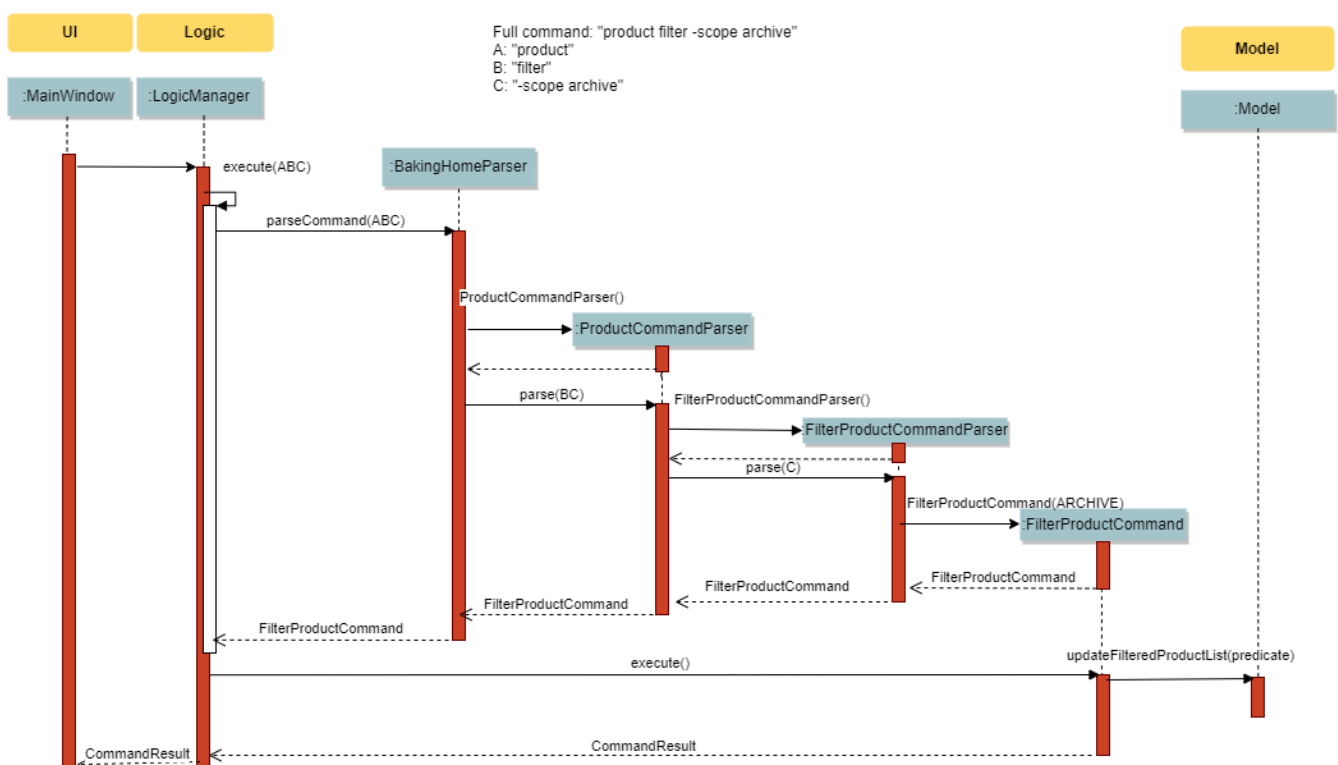 UI
Logic
Full command: "product filter -scope archive"
A: "product"
B: "filter"
C: "-scope archive"
Model
:MainWindow
:LogicManager
:Model
execute(ABC)
:BakingHomeParser
parseCommand(ABC)
ProductCommandParser()
:ProductCommandParser
parse(BC)
FilterProductCommandParser()
:FilterProductCommandParser
parse(C)
FilterProductCommand(ARCHIVE)
:FilterProductCommand
FilterProductCommand
FilterProductCommand
FilterProductCommand
FilterProductCommand
updateFilteredProductList(predicate)
execute()
CommandResult
CommandResult